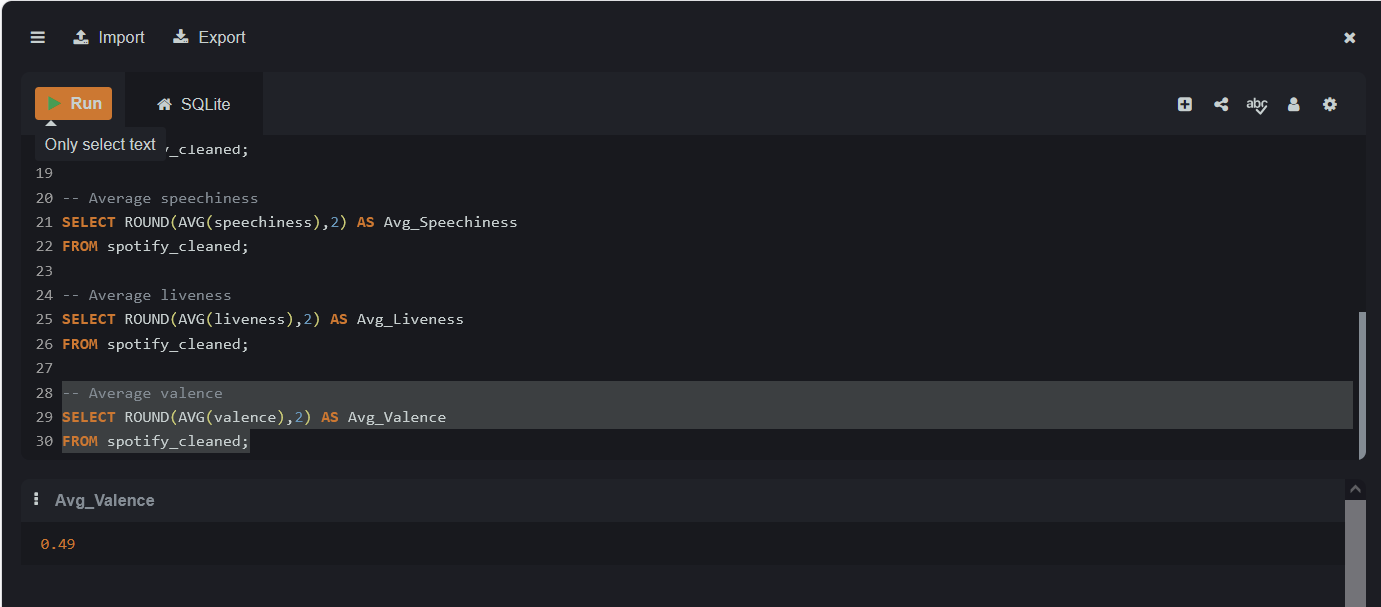 Import Export
Run SQLite abc
Only select text y_cleaned;
19
20 -- Average speechiness
21 SELECT ROUND(AVG(speechiness),2) AS Avg_Speechiness
22 FROM spotify_cleaned;
23
24 -- Average liveness
25 SELECT ROUND(AVG(liveness),2) AS Avg_Liveness
26 FROM spotify_cleaned;
27
28 -- Average valence
29 SELECT ROUND(AVG(valence),2) AS Avg_Valence
30 FROM spotify_cleaned;
Avg_Valence
0.49